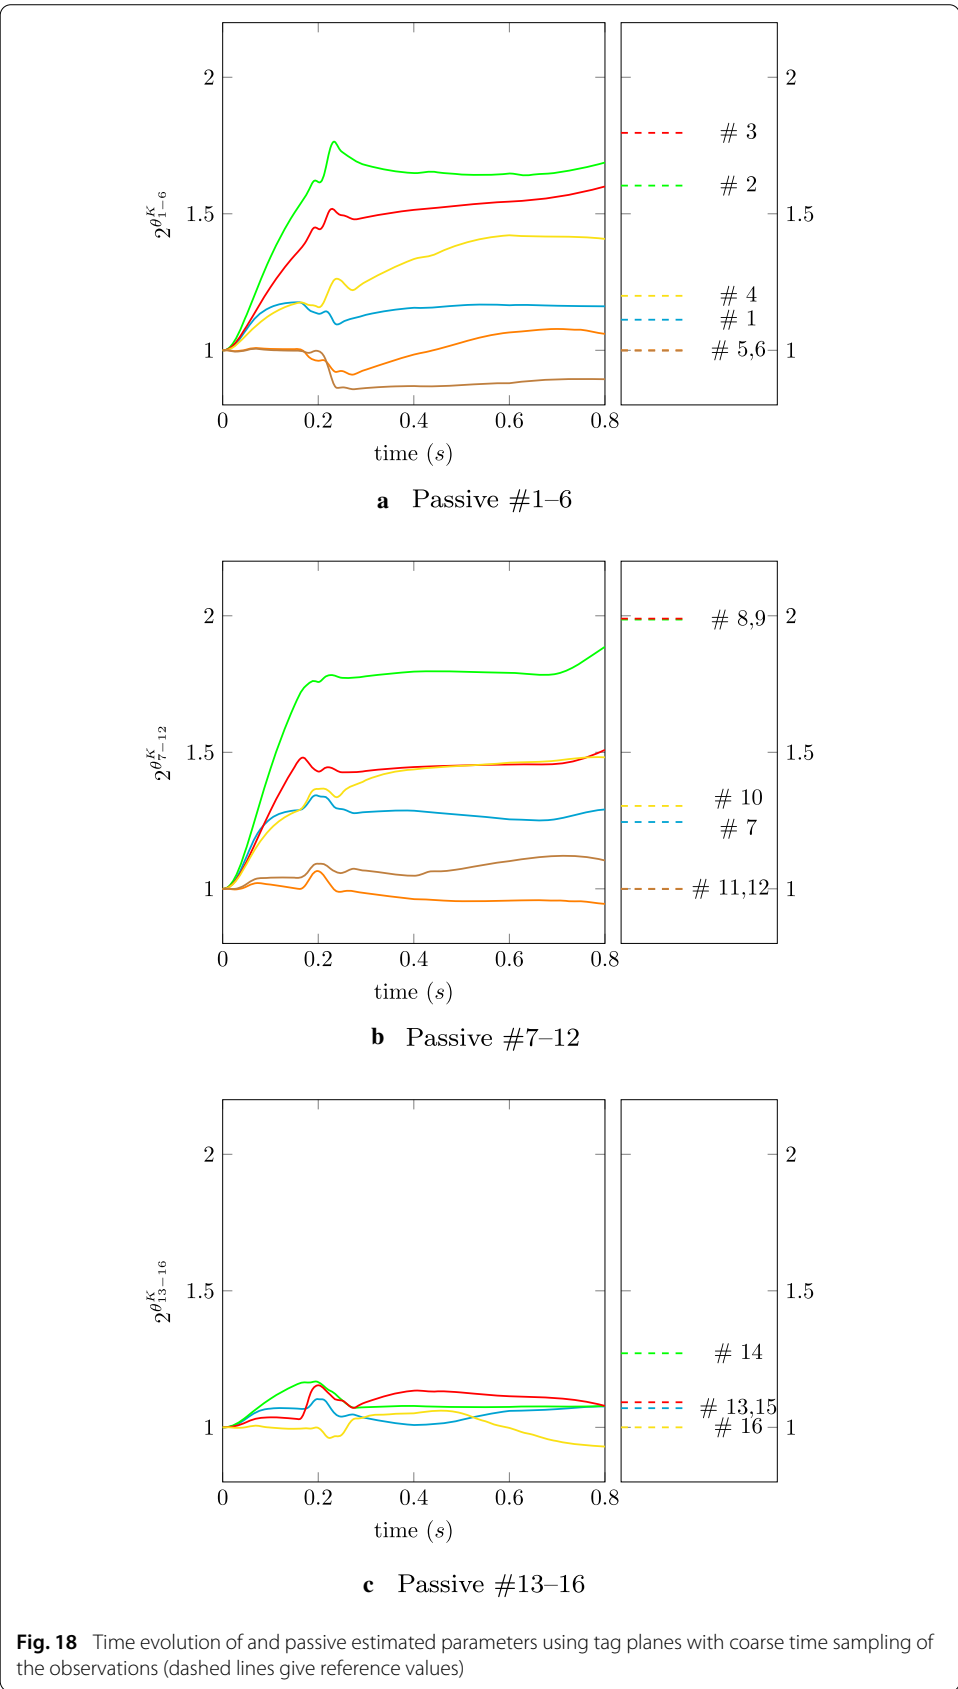 2
1.5
1
2^{θ^K_{1−6}}
0 0.2 0.4 0.6 0.8
time (s)
# 3
# 2
# 4
# 1
# 5,6
2
1.5
1
a Passive #1–6
2
1.5
1
2^{θ^K_{7−12}}
0 0.2 0.4 0.6 0.8
time (s)
# 8,9
# 10
# 7
# 11,12
2
1.5
1
b Passive #7–12
2
1.5
1
2^{θ^K_{13−16}}
0 0.2 0.4 0.6 0.8
time (s)
# 14
# 13,15
# 16
2
1.5
1
c Passive #13–16
Fig. 18 Time evolution of and passive estimated parameters using tag planes with coarse time sampling of
the observations (dashed lines give reference values)